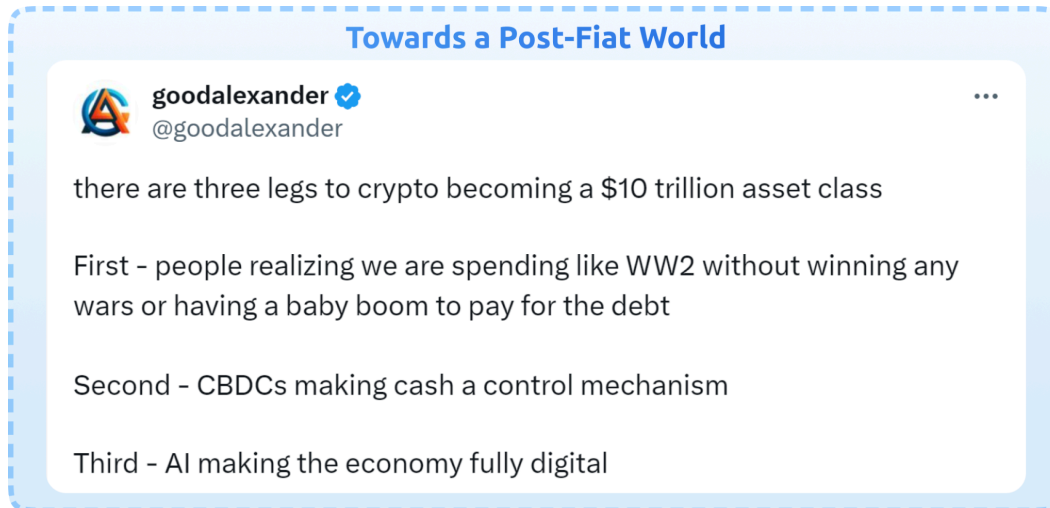 Towards a Post-Fiat World
goodalexander
@goodalexander
there are three legs to crypto becoming a $10 trillion asset class
First - people realizing we are spending like WW2 without winning any
wars or having a baby boom to pay for the debt
Second - CBDCs making cash a control mechanism
Third - AI making the economy fully digital